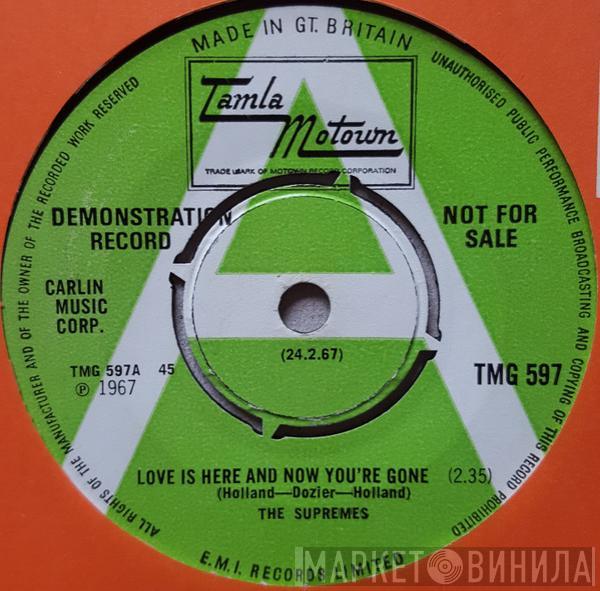 MADE IN GT. BRITAIN
UNAUTHORISED PUBLIC PERFORMANCE BROADCASTING AND COPYING OF THIS RECORD PROHIBITED
ALL RIGHTS OF THE MANUFACTURER AND OF THE OWNER OF THE RECORDED WORK RESERVED
Tamla
Motown
TRADE MARK OF MOTOWN RECORD CORPORATION
DEMONSTRATION
RECORD
NOT FOR
SALE
CARLIN
MUSIC
CORP.
(24.2.67)
TMG 597A 45
℗ 1967
TMG 597
LOVE IS HERE AND NOW YOU'RE GONE (2.35)
(Holland—Dozier—Holland)
THE SUPREMES
E.M.I. RECORDS LIMITED
МАРКЕТ ВИНИЛА